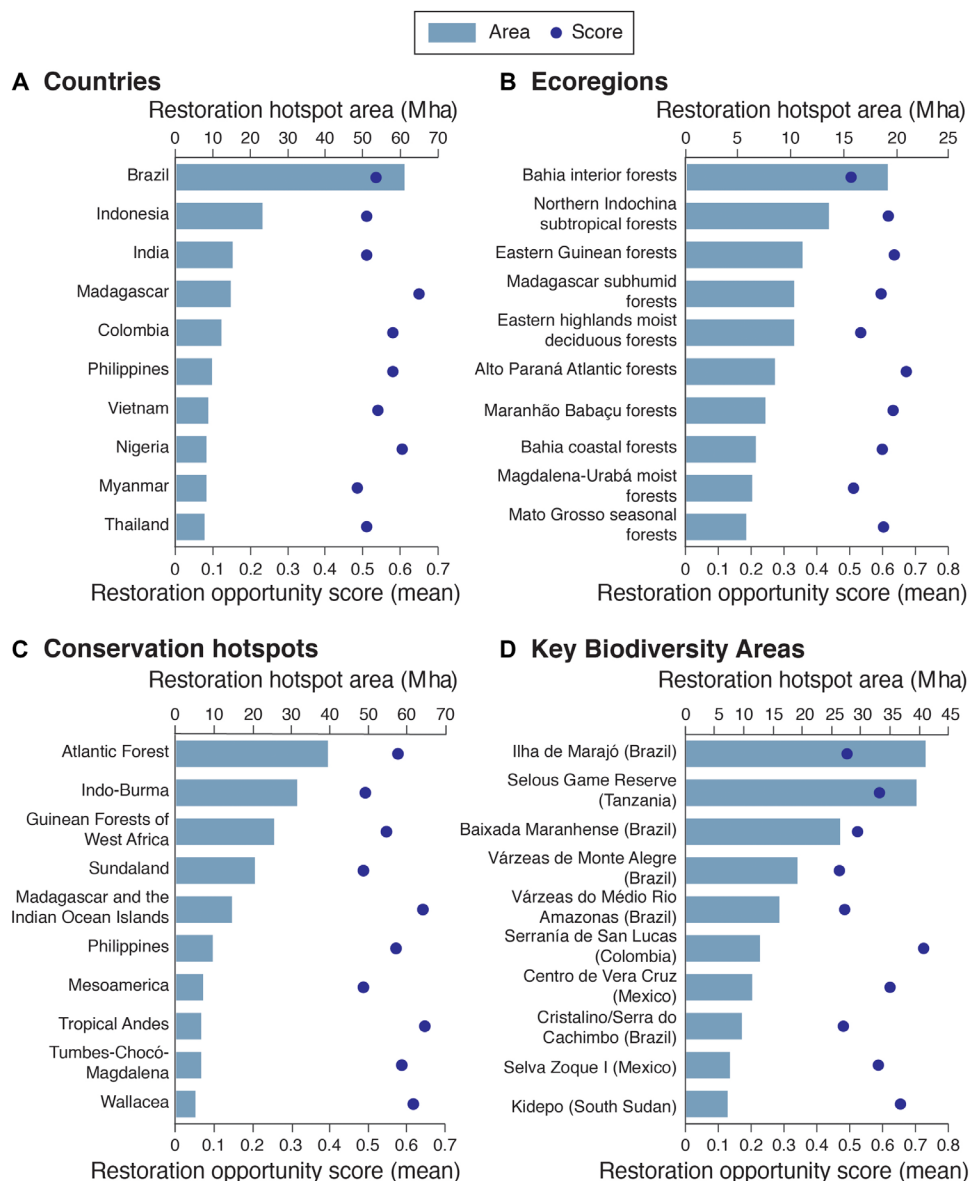 Area Score
A Countries
Restoration hotspot area (Mha)
0 10 20 30 40 50 60 70
Brazil
Indonesia
India
Madagascar
Colombia
Philippines
Vietnam
Nigeria
Myanmar
Thailand
0 0.1 0.2 0.3 0.4 0.5 0.6 0.7
Restoration opportunity score (mean)
B Ecoregions
Restoration hotspot area (Mha)
0 5 10 15 20 25
Bahia interior forests
Northern Indochina
subtropical forests
Eastern Guinean forests
Madagascar subhumid
forests
Eastern highlands moist
deciduous forests
Alto Paraná Atlantic forests
Maranhão Babaçu forests
Bahia coastal forests
Magdalena-Urabá moist
forests
Mato Grosso seasonal
forests
0 0.1 0.2 0.3 0.4 0.5 0.6 0.7 0.8
Restoration opportunity score (mean)
C Conservation hotspots
Restoration hotspot area (Mha)
0 10 20 30 40 50 60 70
Atlantic Forest
Indo-Burma
Guinean Forests of
West Africa
Sundaland
Madagascar and the
Indian Ocean Islands
Philippines
Mesoamerica
Tropical Andes
Tumbes-Chocó-
Magdalena
Wallacea
0 0.1 0.2 0.3 0.4 0.5 0.6 0.7
Restoration opportunity score (mean)
D Key Biodiversity Areas
Restoration hotspot area (Mha)
0 5 10 15 20 25 30 35 40 45
Ilha de Marajó (Brazil)
Selous Game Reserve
(Tanzania)
Baixada Maranhense (Brazil)
Várzeas de Monte Alegre
(Brazil)
Várzeas do Médio Rio
Amazonas (Brazil)
Serranía de San Lucas
(Colombia)
Centro de Vera Cruz
(Mexico)
Cristalino/Serra do
Cachimbo (Brazil)
Selva Zoque I (Mexico)
Kidepo (South Sudan)
0 0.1 0.2 0.3 0.4 0.5 0.6 0.7 0.8
Restoration opportunity score (mean)